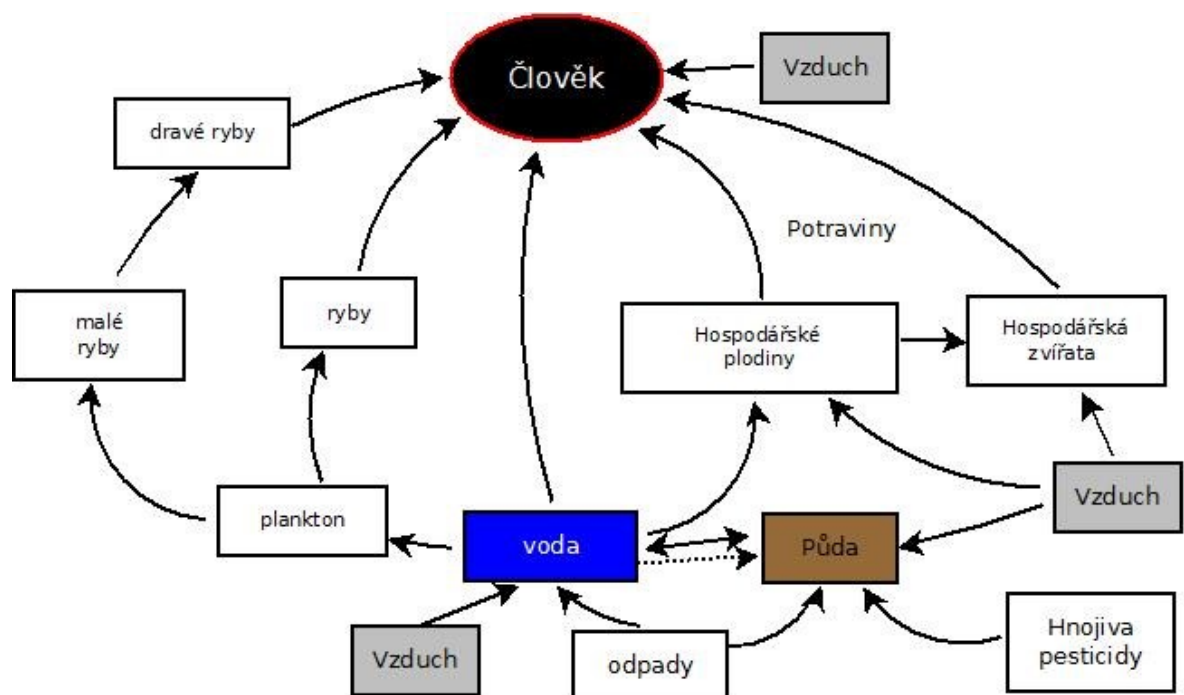 Člověk
Vzduch
dravé ryby
Potraviny
malé
ryby
ryby
Hospodářské
plodiny
Hospodářská
zvířata
plankton
voda
Půda
Vzduch
Vzduch
odpady
Hnojiva
pesticidy